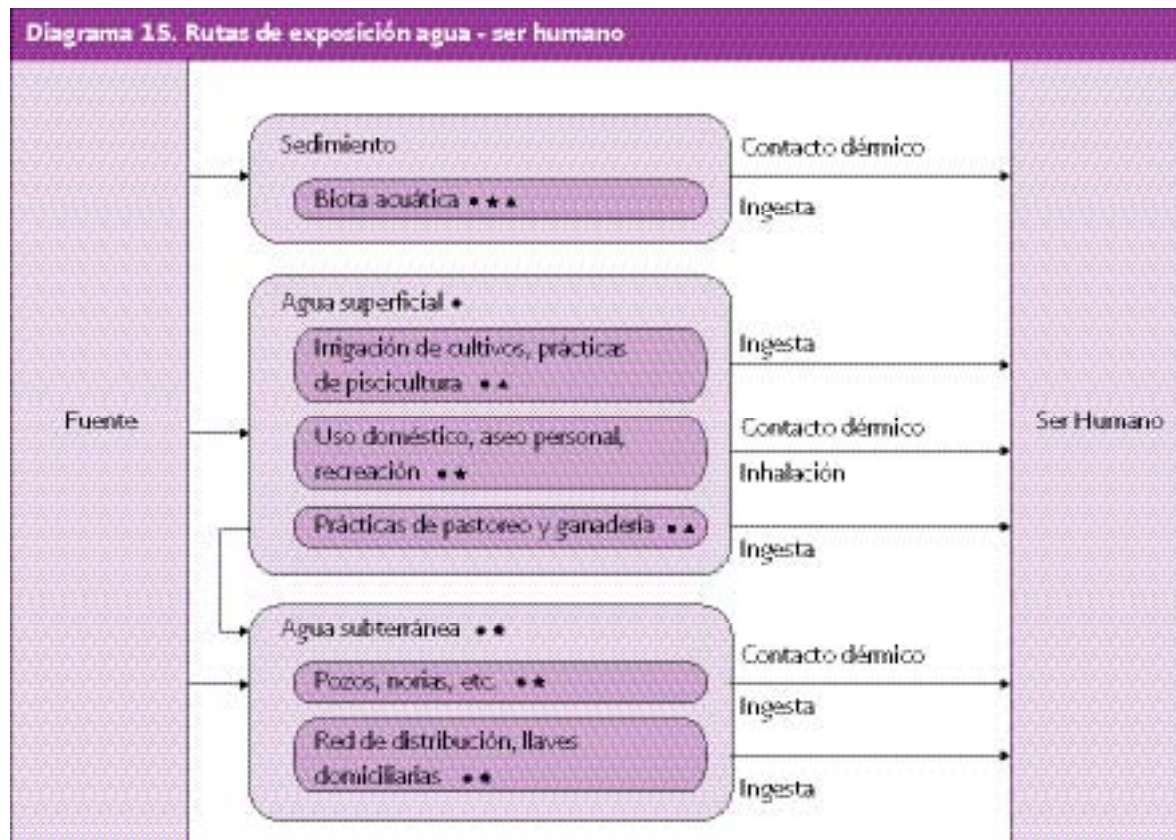 Diagrama 15. Rutas de exposición agua - ser humano
Fuente
Sedimiento
Biota acuática • ★ ▲
Contacto dérmico
Ingesta
Agua superficial •
Irrigación de cultivos, prácticas
de piscicultura • ▲
Ingesta
Uso doméstico, aseo personal,
recreación • ★
Contacto dérmico
Inhalación
Prácticas de pastoreo y ganadería • ▲
Ingesta
Agua subterránea • •
Pozos, norias, etc. • ★
Contacto dérmico
Ingesta
Red de distribución, llaves
domiciliarias • •
Ingesta
Ser Humano